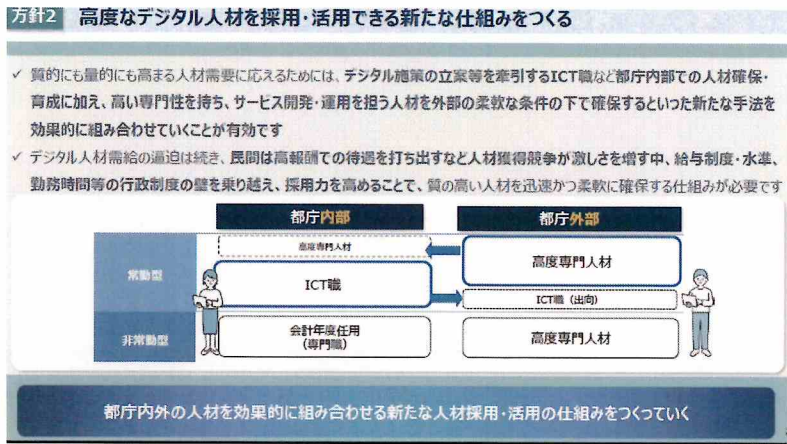 方針2 高度なデジタル人材を採用・活用できる新たな仕組みをつくる
✓ 質的にも量的にも高まる人材需要に応えるためには、デジタル施策の立案等を牽引するICT職など都庁内部での人材確保・
育成に加え、高い専門性を持ち、サービス開発・運用を担う人材を外部の柔軟な条件の下で確保するといった新たな手法を
効果的に組み合わせていくことが有効です
✓ デジタル人材需給の逼迫は続き、民間は高報酬での待遇を打ち出すなど人材獲得競争が激しさを増す中、給与制度・水準、
勤務時間等の行政制度の壁を乗り越え、採用力を高めることで、質の高い人材を迅速かつ柔軟に確保する仕組みが必要です
都庁内部 都庁外部
常勤型
高度専門人材
高度専門人材
ICT職
ICT職(出向)
非常勤型
会計年度任用
(専門職)
高度専門人材
都庁内外の人材を効果的に組み合わせる新たな人材採用・活用の仕組みをつくっていく